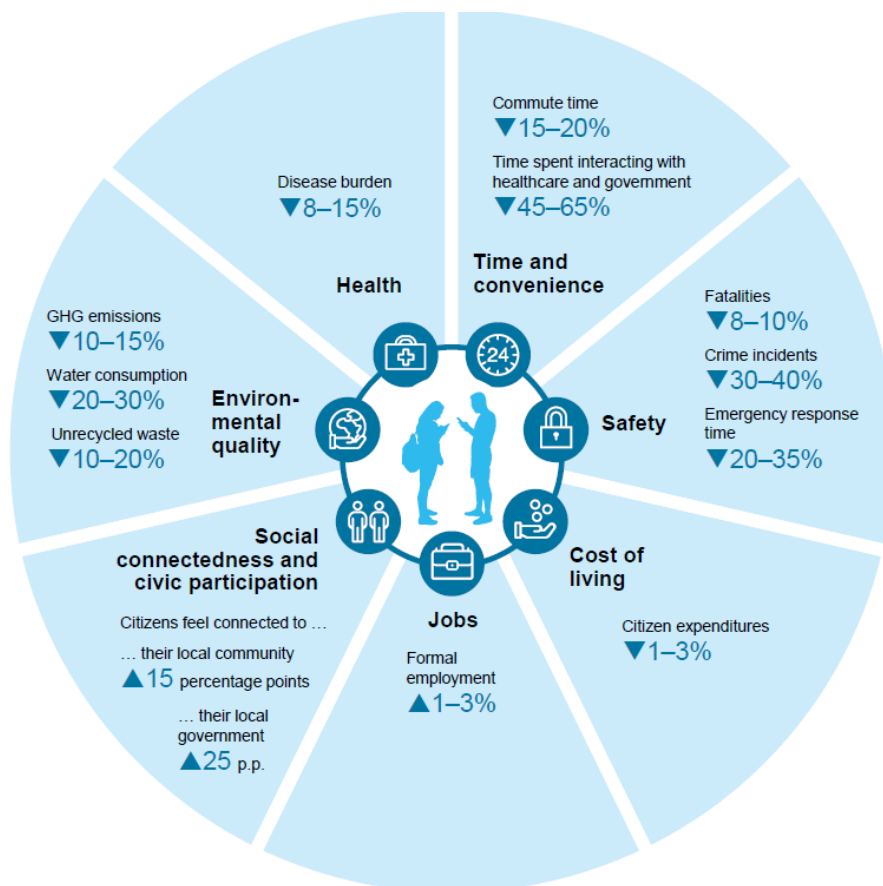 Commute time
▼15–20%
Time spent interacting with
healthcare and government
▼45–65%
Time and
convenience
24
Fatalities
▼8–10%
Crime incidents
▼30–40%
Emergency response
time
▼20–35%
Safety
Cost of
living
Citizen expenditures
▼1–3%
Jobs
Formal
employment
▲1–3%
Social
connectedness and
civic participation
Citizens feel connected to …
… their local community
▲15 percentage points
… their local
government
▲25 p.p.
GHG emissions
▼10–15%
Water consumption
▼20–30%
Unrecycled waste
▼10–20%
Environ-
mental
quality
Disease burden
▼8–15%
Health